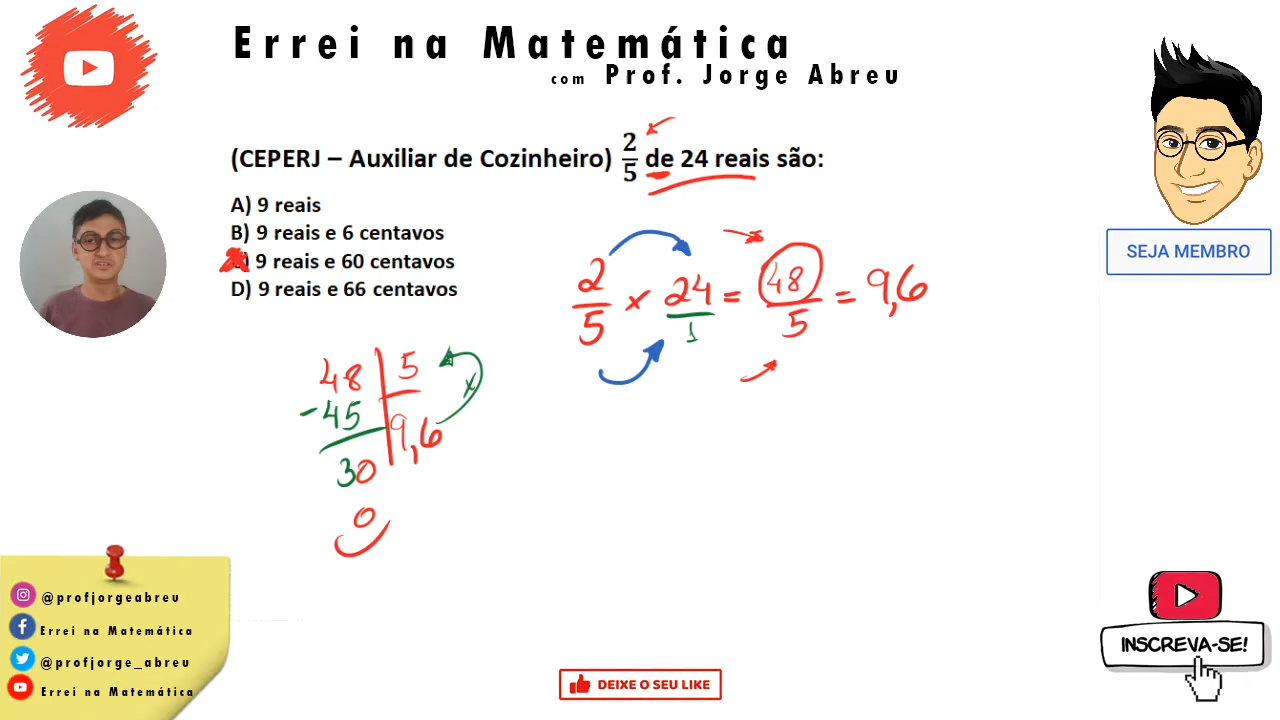 Errei na Matemática
com Prof. Jorge Abreu
(CEPERJ – Auxiliar de Cozinheiro) 2/5 de 24 reais são:
A) 9 reais
B) 9 reais e 6 centavos
C) 9 reais e 60 centavos
D) 9 reais e 66 centavos
SEJA MEMBRO
2/5 × 24/1 = 48/5 = 9,6
48 | 5
-45 9,6
30
0
@profjorgeabreu
Errei na Matemática
@profjorge_abreu
Errei na Matemática
DEIXE O SEU LIKE
INSCREVA-SE!